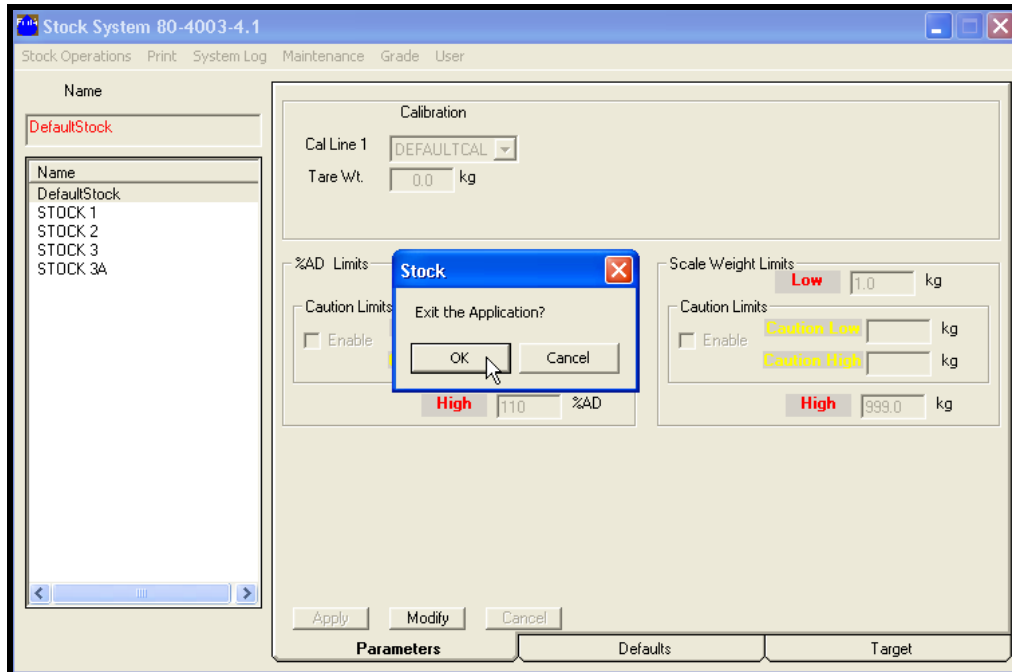 Stock System 80-4003-4.1
Stock Operations Print System Log Maintenance Grade User
Name
DefaultStock
Name
DefaultStock
STOCK 1
STOCK 2
STOCK 3
STOCK 3A
Calibration
Cal Line 1 DEFAULTCAL
Tare Wt. 0.0 kg
%AD Limits
Caution Limits
Enable
High 110 %AD
Stock
Exit the Application?
OK Cancel
Scale Weight Limits
Low 1.0 kg
Caution Limits
Enable
Caution Low kg
Caution High kg
High 999.0 kg
Apply Modify Cancel
Parameters Defaults Target